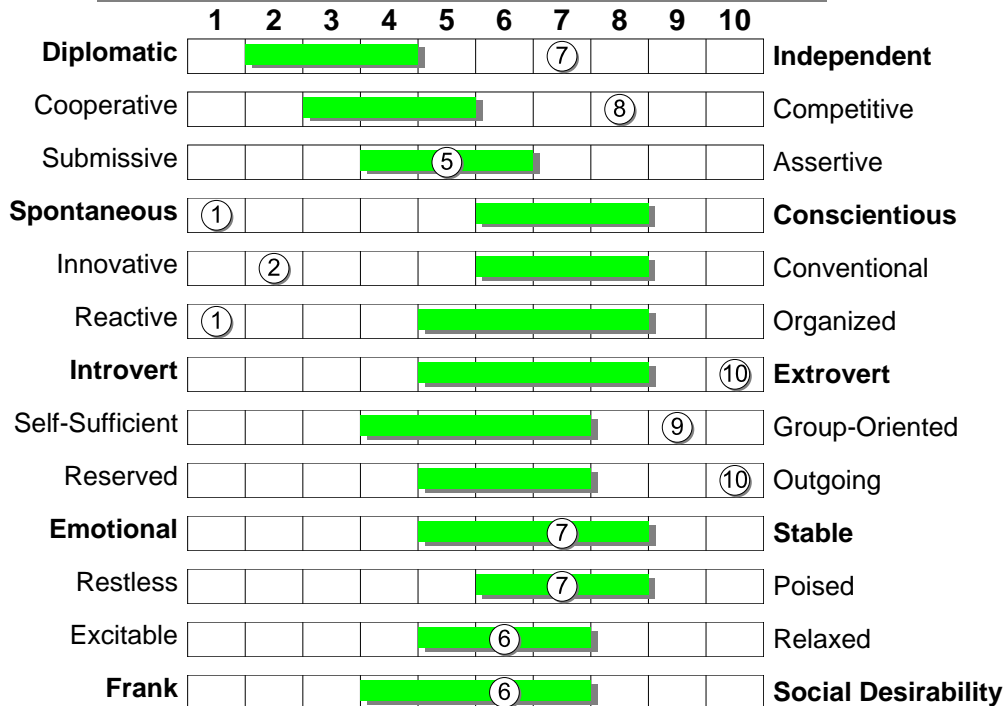 1 2 3 4 5 6 7 8 9 10
Diplomatic 7 Independent
Cooperative 8 Competitive
Submissive 5 Assertive
Spontaneous 1 Conscientious
Innovative 2 Conventional
Reactive 1 Organized
Introvert 10 Extrovert
Self-Sufficient 9 Group-Oriented
Reserved 10 Outgoing
Emotional 7 Stable
Restless 7 Poised
Excitable 6 Relaxed
Frank 6 Social Desirability